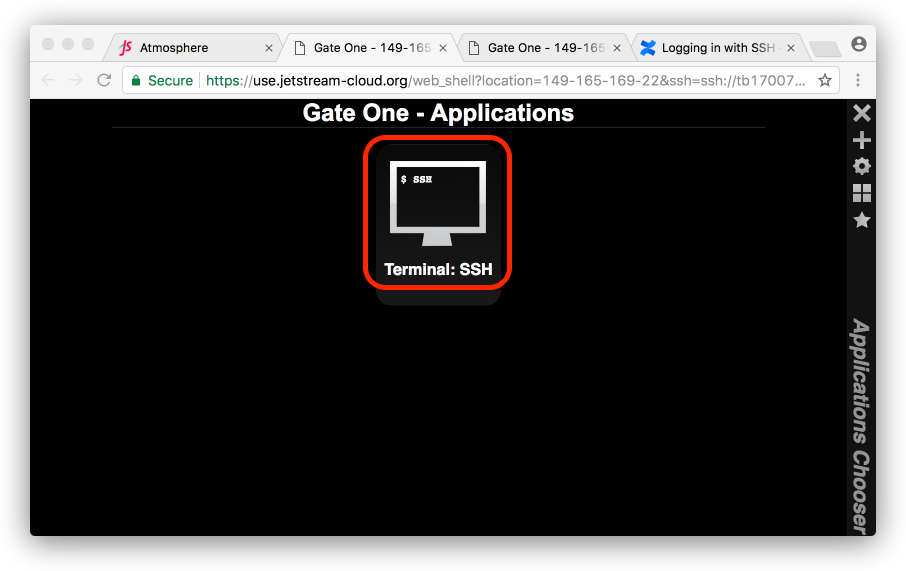 JS Atmosphere
Gate One - 149-165
Gate One - 149-165
Logging in with SSH
Secure
https://use.jetstream-cloud.org/web_shell?location=149-165-169-22&ssh=ssh://tb17007...
Gate One - Applications
$ SSH
Terminal: SSH
Applications Chooser